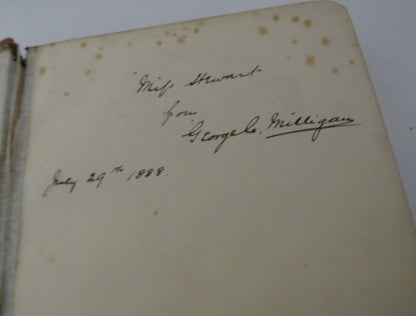 Miss Stewart
from
George C. Milligan
July 29th 1888.